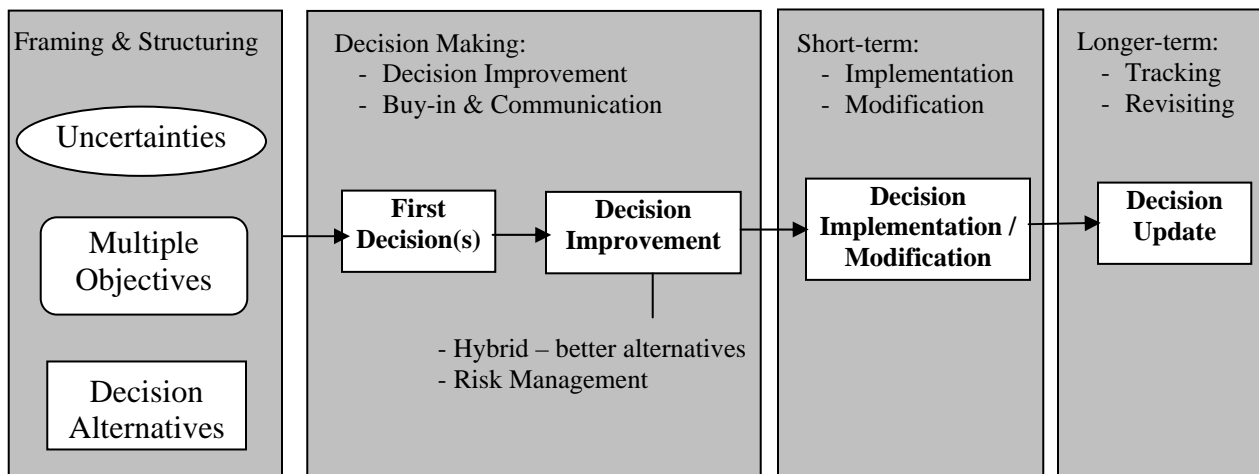 Framing & Structuring
Uncertainties
Multiple
Objectives
Decision
Alternatives
Decision Making:
- Decision Improvement
- Buy-in & Communication
First
Decision(s)
Decision
Improvement
- Hybrid – better alternatives
- Risk Management
Short-term:
- Implementation
- Modification
Decision
Implementation /
Modification
Longer-term:
- Tracking
- Revisiting
Decision
Update